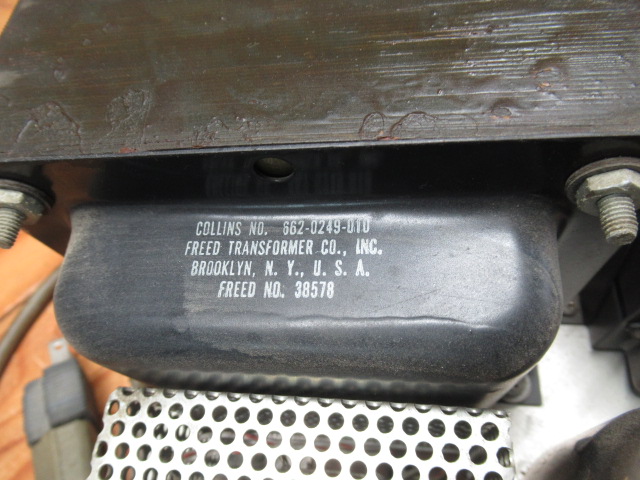 COLLINS NO. 662-0249-010
FREED TRANSFORMER CO., INC.
BROOKLYN, N. Y., U. S. A.
FREED NO. 38578